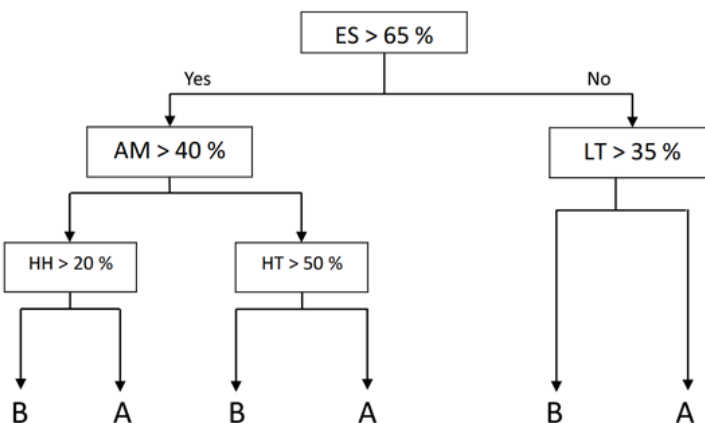 ES > 65 %
Yes
No
AM > 40 %
LT > 35 %
HH > 20 %
HT > 50 %
B
A
B
A
B
A